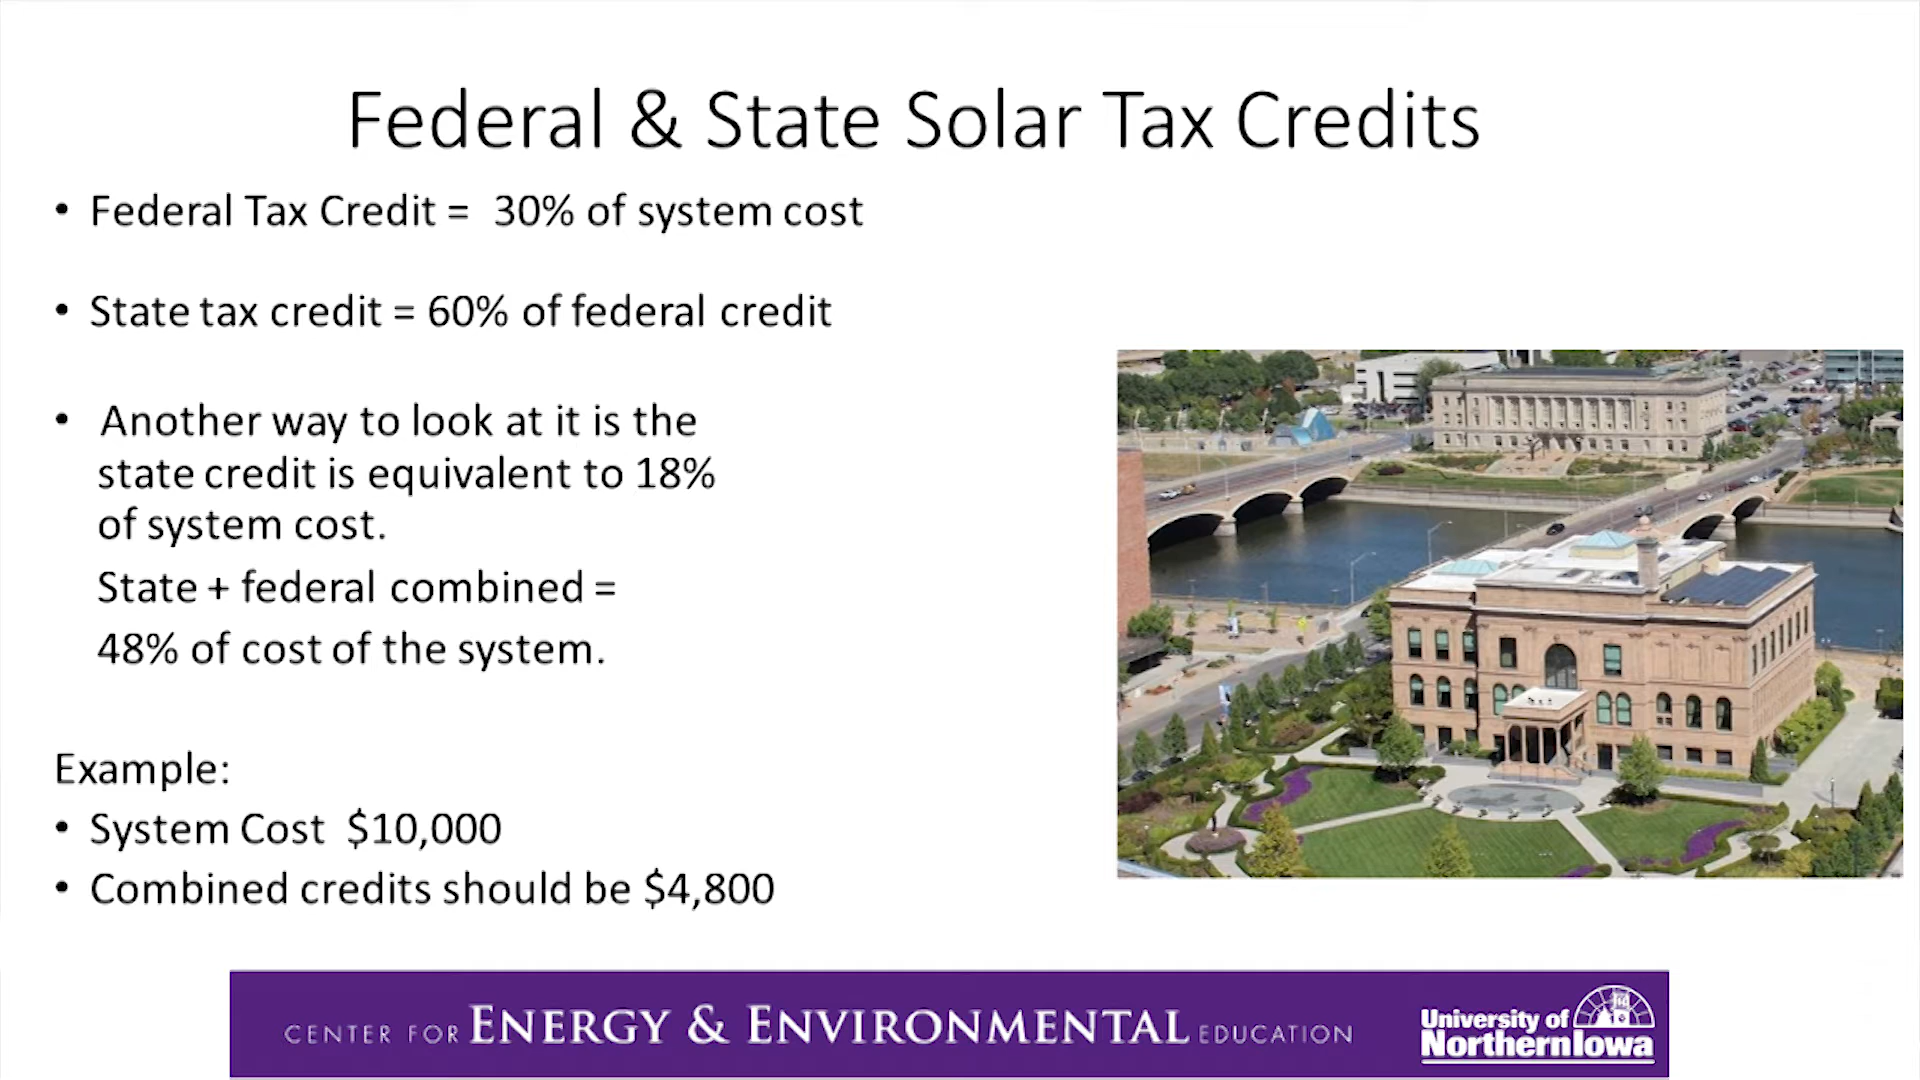 Federal & State Solar Tax Credits
• Federal Tax Credit = 30% of system cost
• State tax credit = 60% of federal credit
• Another way to look at it is the
state credit is equivalent to 18%
of system cost.
State + federal combined =
48% of cost of the system.
Example:
• System Cost $10,000
• Combined credits should be $4,800
CENTER FOR ENERGY & ENVIRONMENTAL EDUCATION
University of
NorthernIowa